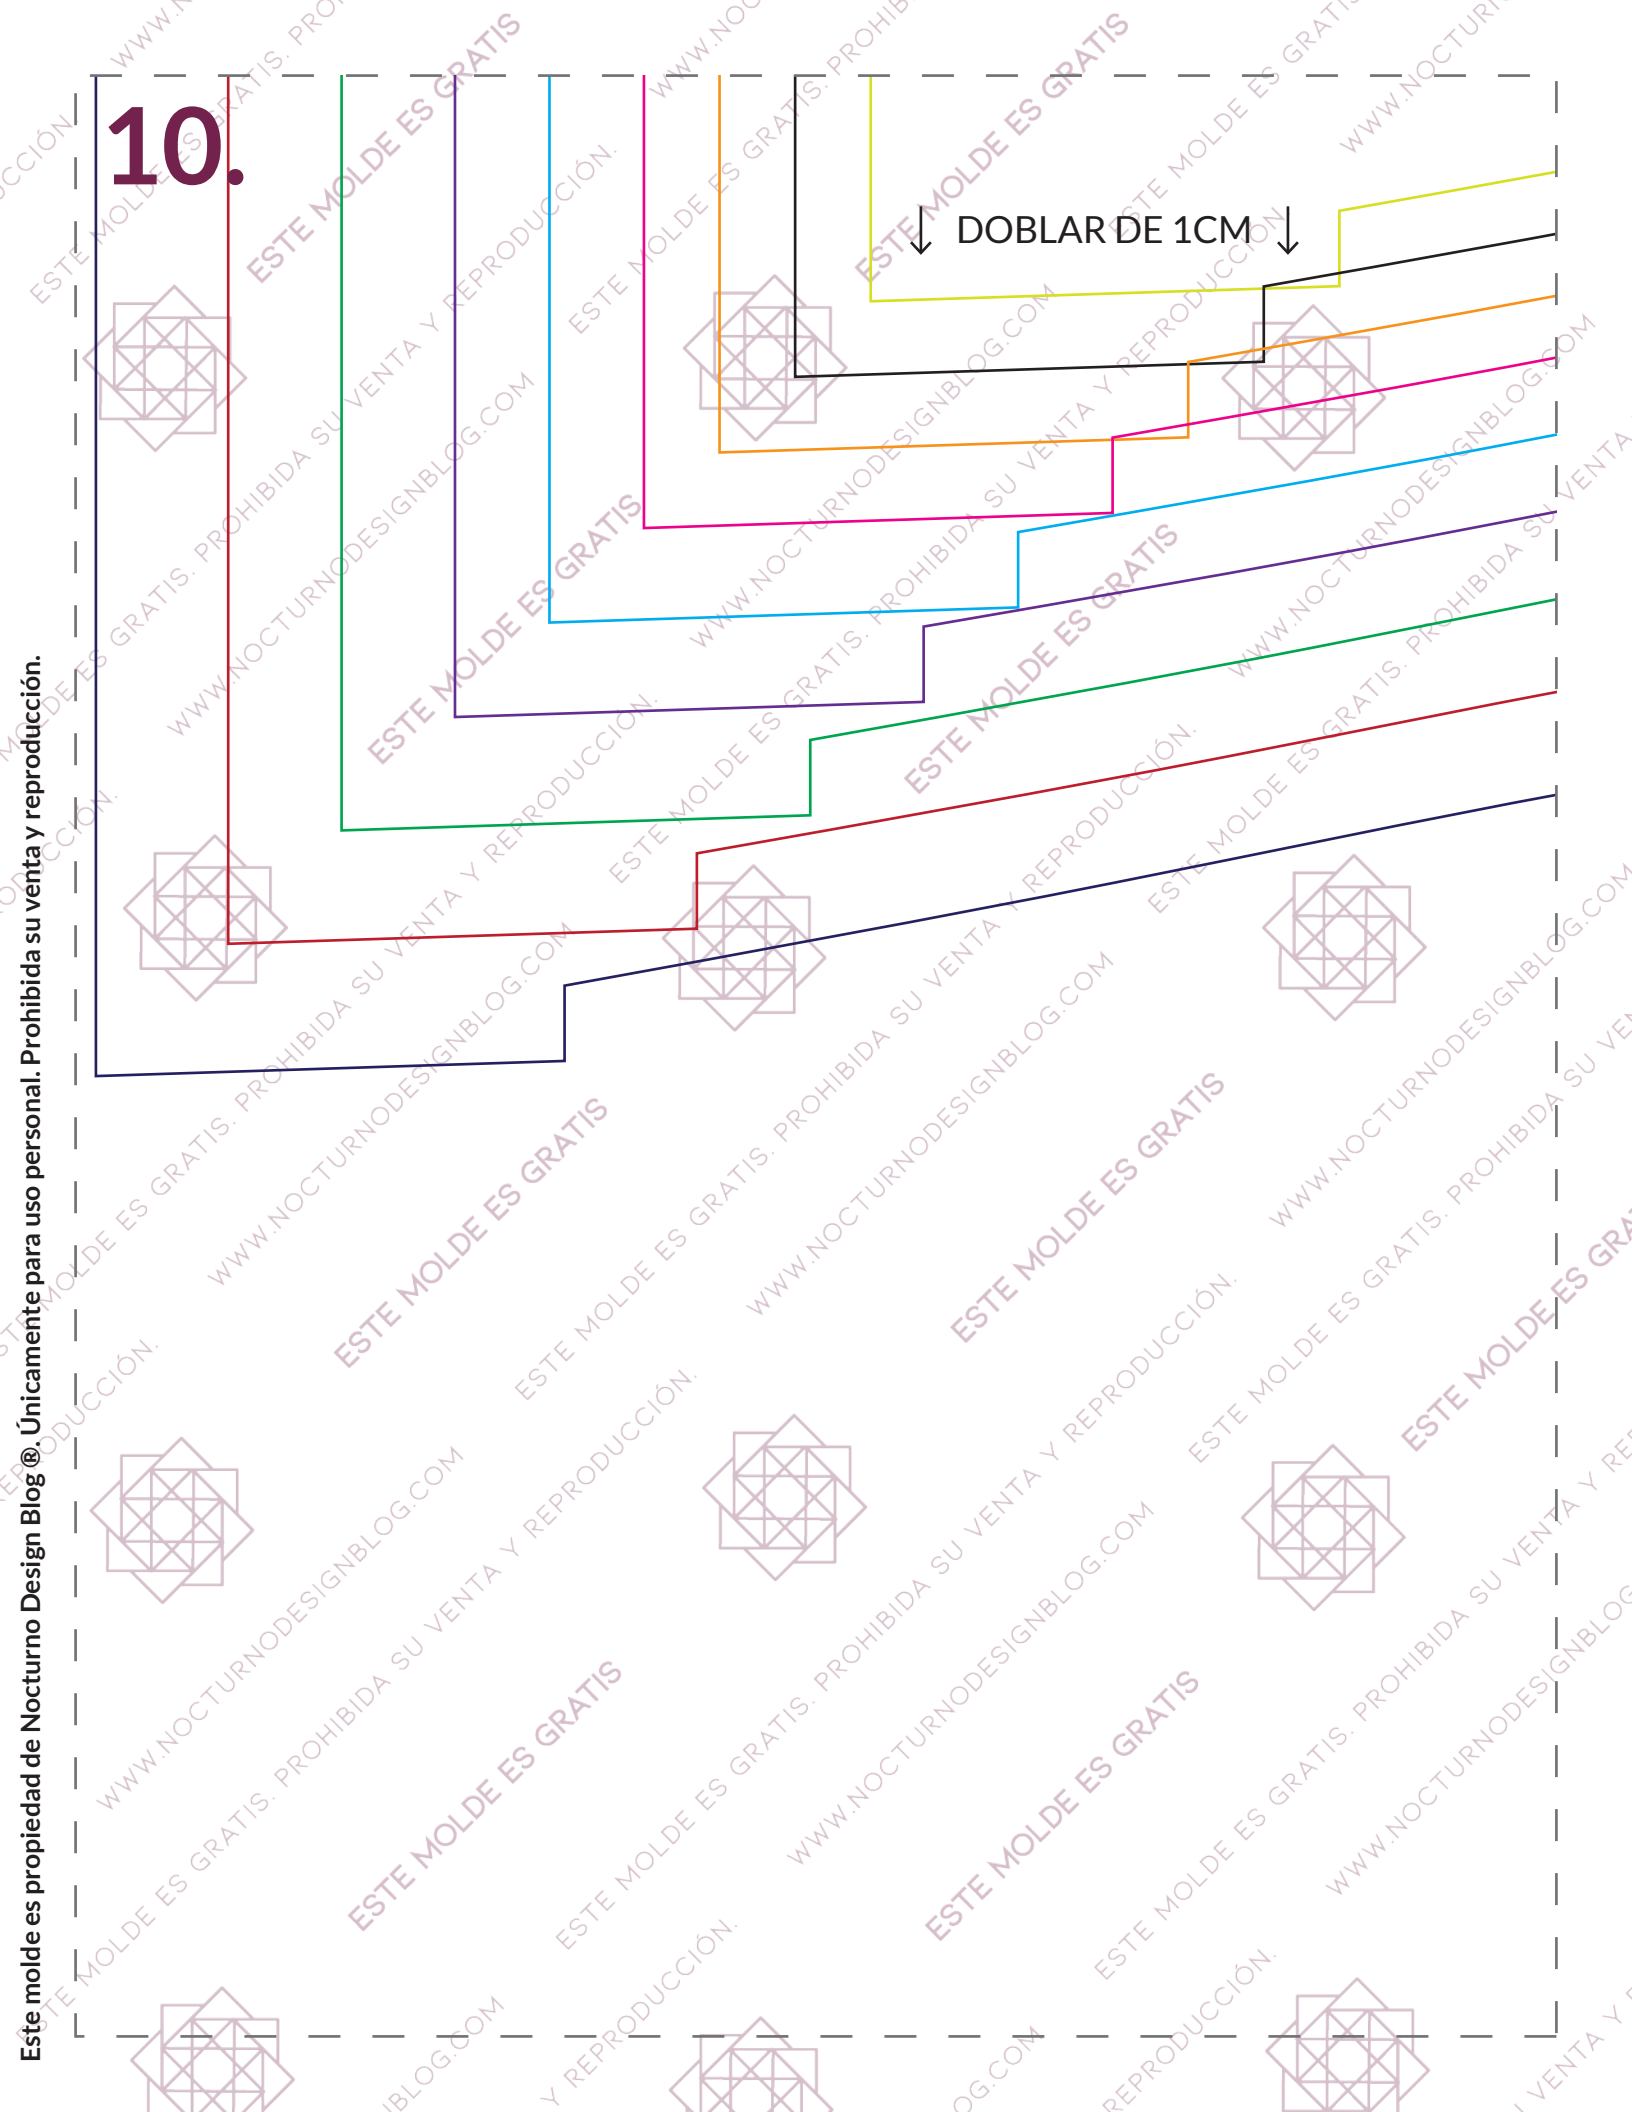 10.
↓ DOBLAR DE 1CM ↓
Este molde es propiedad de Nocturno Design Blog ®. Únicamente para uso personal. Prohibida su venta y reproducción.
ESTE MOLDE ES GRATIS
ESTE MOLDE ES GRATIS. PROHIBIDA SU VENTA Y REPRODUCCIÓN.
WWW.NOCTURNODESIGNBLOG.COM